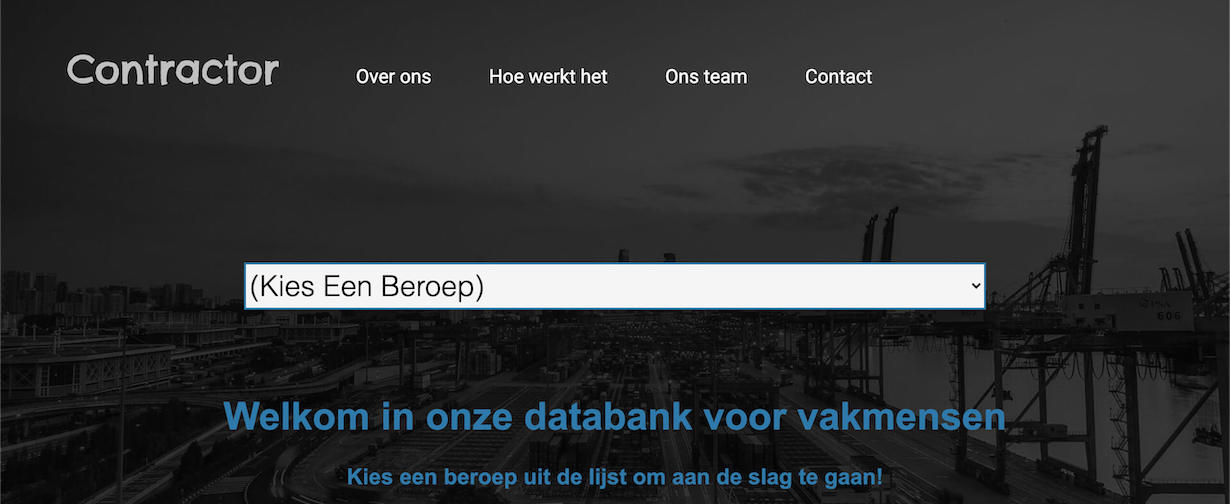 Contractor
Over ons
Hoe werkt het
Ons team
Contact
(Kies Een Beroep)
606
Welkom in onze databank voor vakmensen
Kies een beroep uit de lijst om aan de slag te gaan!